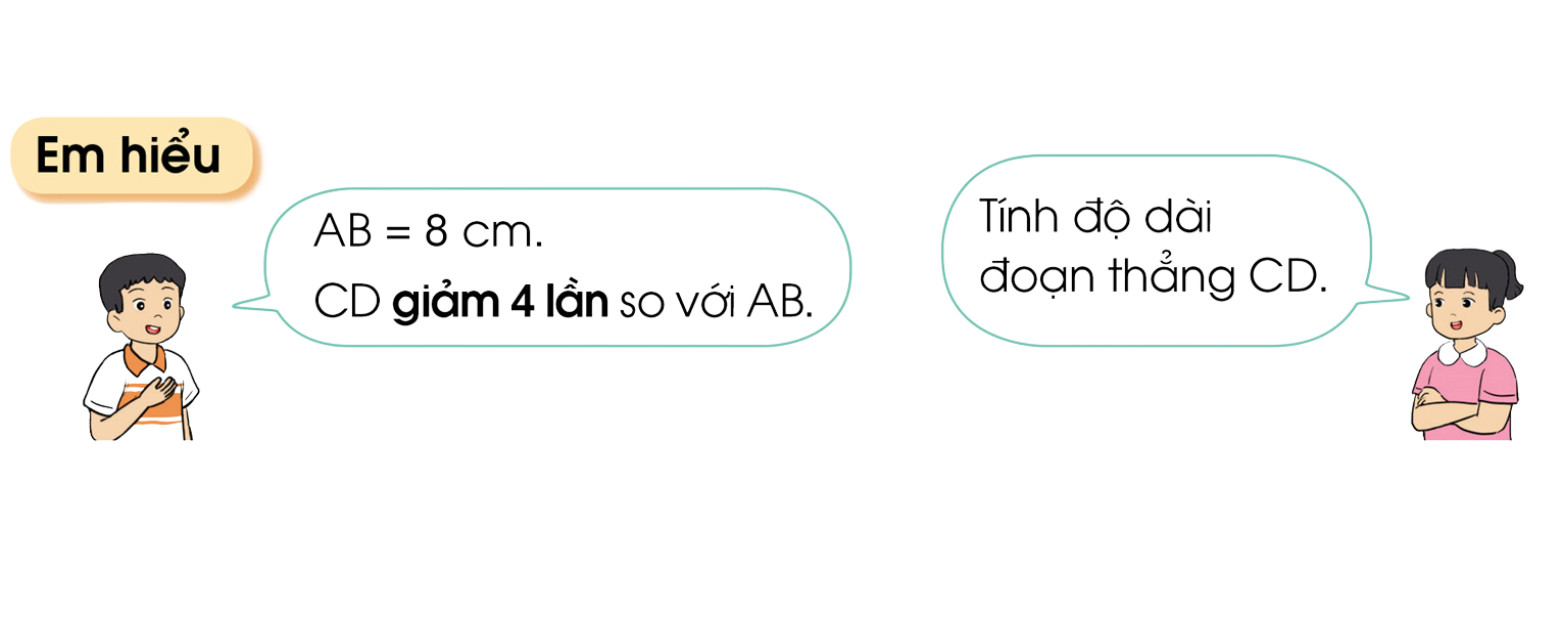 Em hiểu
AB = 8 cm.
CD giảm 4 lần so với AB.
Tính độ dài
đoạn thẳng CD.